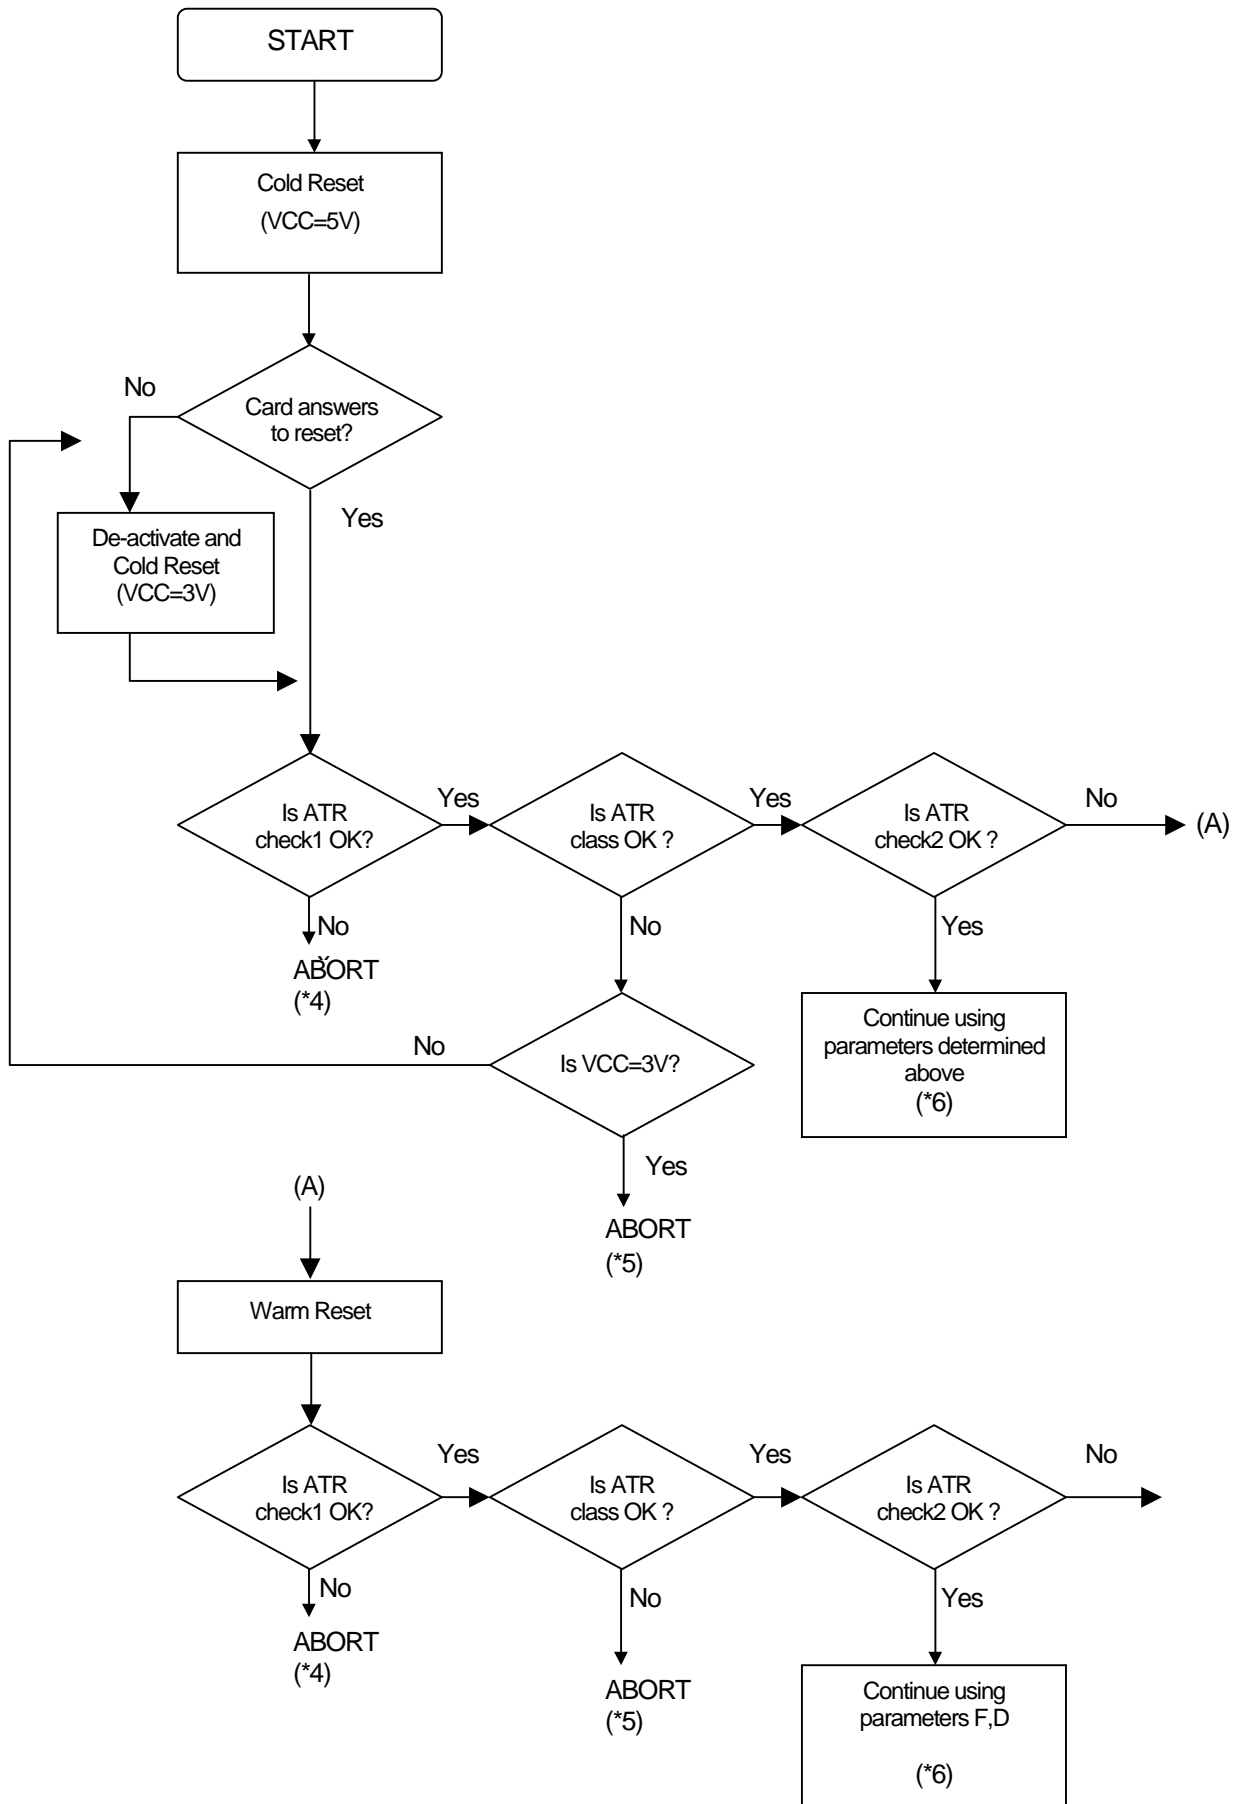 START
Cold Reset
(VCC=5V)
No
Card answers
to reset?
Yes
De-activate and
Cold Reset
(VCC=3V)
Is ATR
check1 OK?
Yes
Is ATR
class OK ?
Yes
Is ATR
check2 OK ?
No
(A)
No
ABORT
(*4)
No
Yes
Continue using
parameters determined
above
(*6)
No
Is VCC=3V?
Yes
ABORT
(*5)
(A)
Warm Reset
Is ATR
check1 OK?
Yes
Is ATR
class OK ?
Yes
Is ATR
check2 OK ?
No
No
ABORT
(*4)
No
ABORT
(*5)
Yes
Continue using
parameters F,D
(*6)